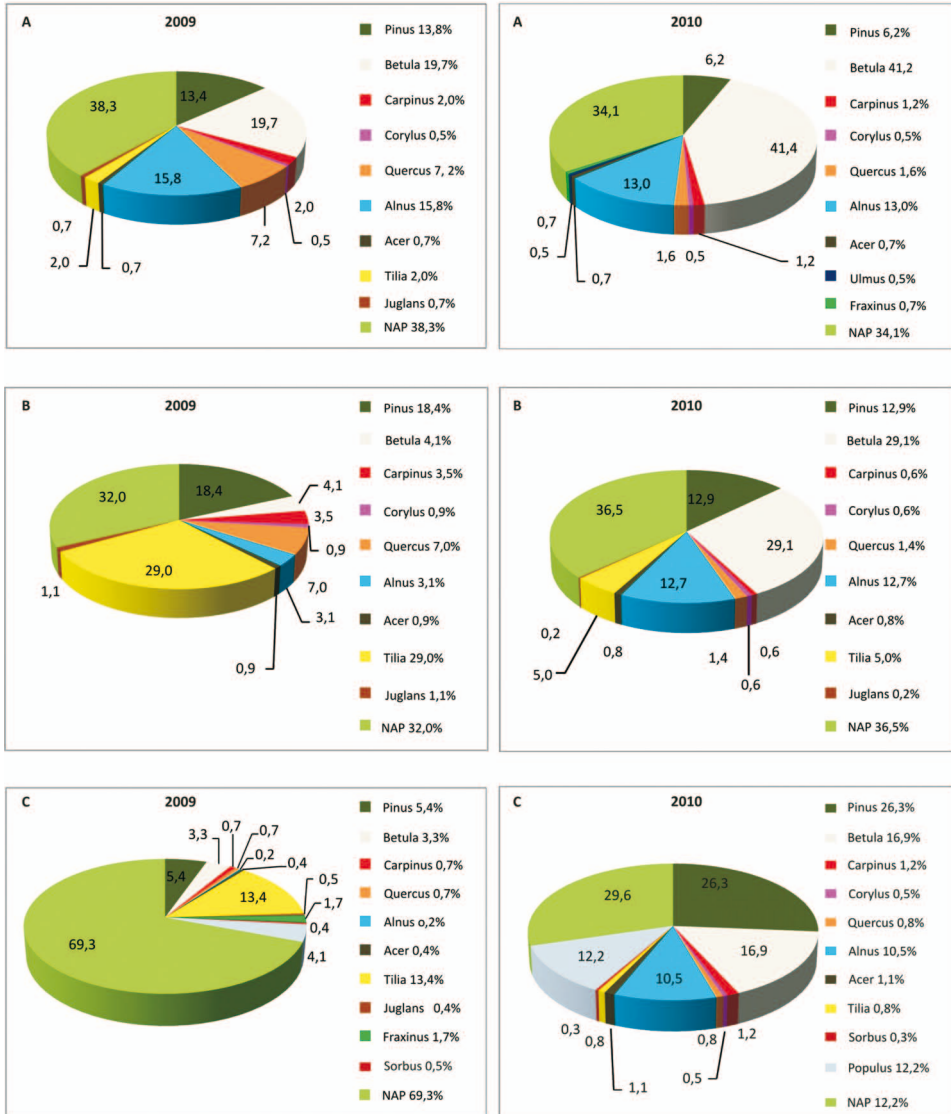 A 2009
Pinus 13,8%
Betula 19,7%
Carpinus 2,0%
Corylus 0,5%
Quercus 7, 2%
Alnus 15,8%
Acer 0,7%
Tilia 2,0%
Juglans 0,7%
NAP 38,3%
13,4
19,7
2,0
0,5
7,2
15,8
0,7
2,0
0,7
38,3
A 2010
Pinus 6,2%
Betula 41,2
Carpinus 1,2%
Corylus 0,5%
Quercus 1,6%
Alnus 13,0%
Acer 0,7%
Ulmus 0,5%
Fraxinus 0,7%
NAP 34,1%
6,2
41,4
1,2
0,5
1,6
13,0
0,7
0,5
0,7
34,1
B 2009
Pinus 18,4%
Betula 4,1%
Carpinus 3,5%
Corylus 0,9%
Quercus 7,0%
Alnus 3,1%
Acer 0,9%
Tilia 29,0%
Juglans 1,1%
NAP 32,0%
18,4
4,1
3,5
0,9
7,0
3,1
0,9
29,0
1,1
32,0
B 2010
Pinus 12,9%
Betula 29,1%
Carpinus 0,6%
Corylus 0,6%
Quercus 1,4%
Alnus 12,7%
Acer 0,8%
Tilia 5,0%
Juglans 0,2%
NAP 36,5%
12,9
29,1
0,6
0,6
1,4
12,7
0,8
5,0
0,2
36,5
C 2009
Pinus 5,4%
Betula 3,3%
Carpinus 0,7%
Quercus 0,7%
Alnus 0,2%
Acer 0,4%
Tilia 13,4%
Juglans 0,4%
Fraxinus 1,7%
Sorbus 0,5%
NAP 69,3%
5,4
3,3
0,7
0,7
0,2
0,4
13,4
0,5
1,7
0,4
4,1
69,3
C 2010
Pinus 26,3%
Betula 16,9%
Carpinus 1,2%
Corylus 0,5%
Quercus 0,8%
Alnus 10,5%
Acer 1,1%
Tilia 0,8%
Sorbus 0,3%
Populus 12,2%
NAP 12,2%
26,3
16,9
1,2
0,5
0,8
10,5
1,1
0,8
0,3
12,2
29,6